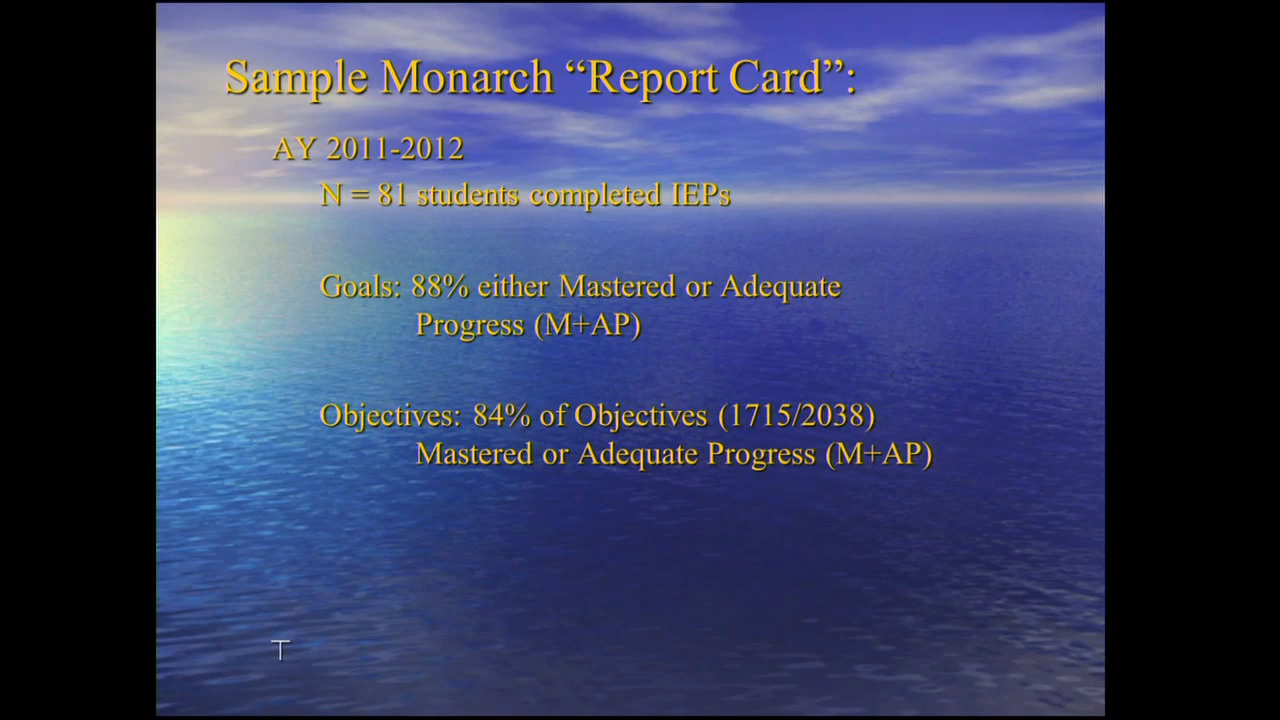 Sample Monarch “Report Card”:
AY 2011-2012
N = 81 students completed IEPs
Goals: 88% either Mastered or Adequate
Progress (M+AP)
Objectives: 84% of Objectives (1715/2038)
Mastered or Adequate Progress (M+AP)
T